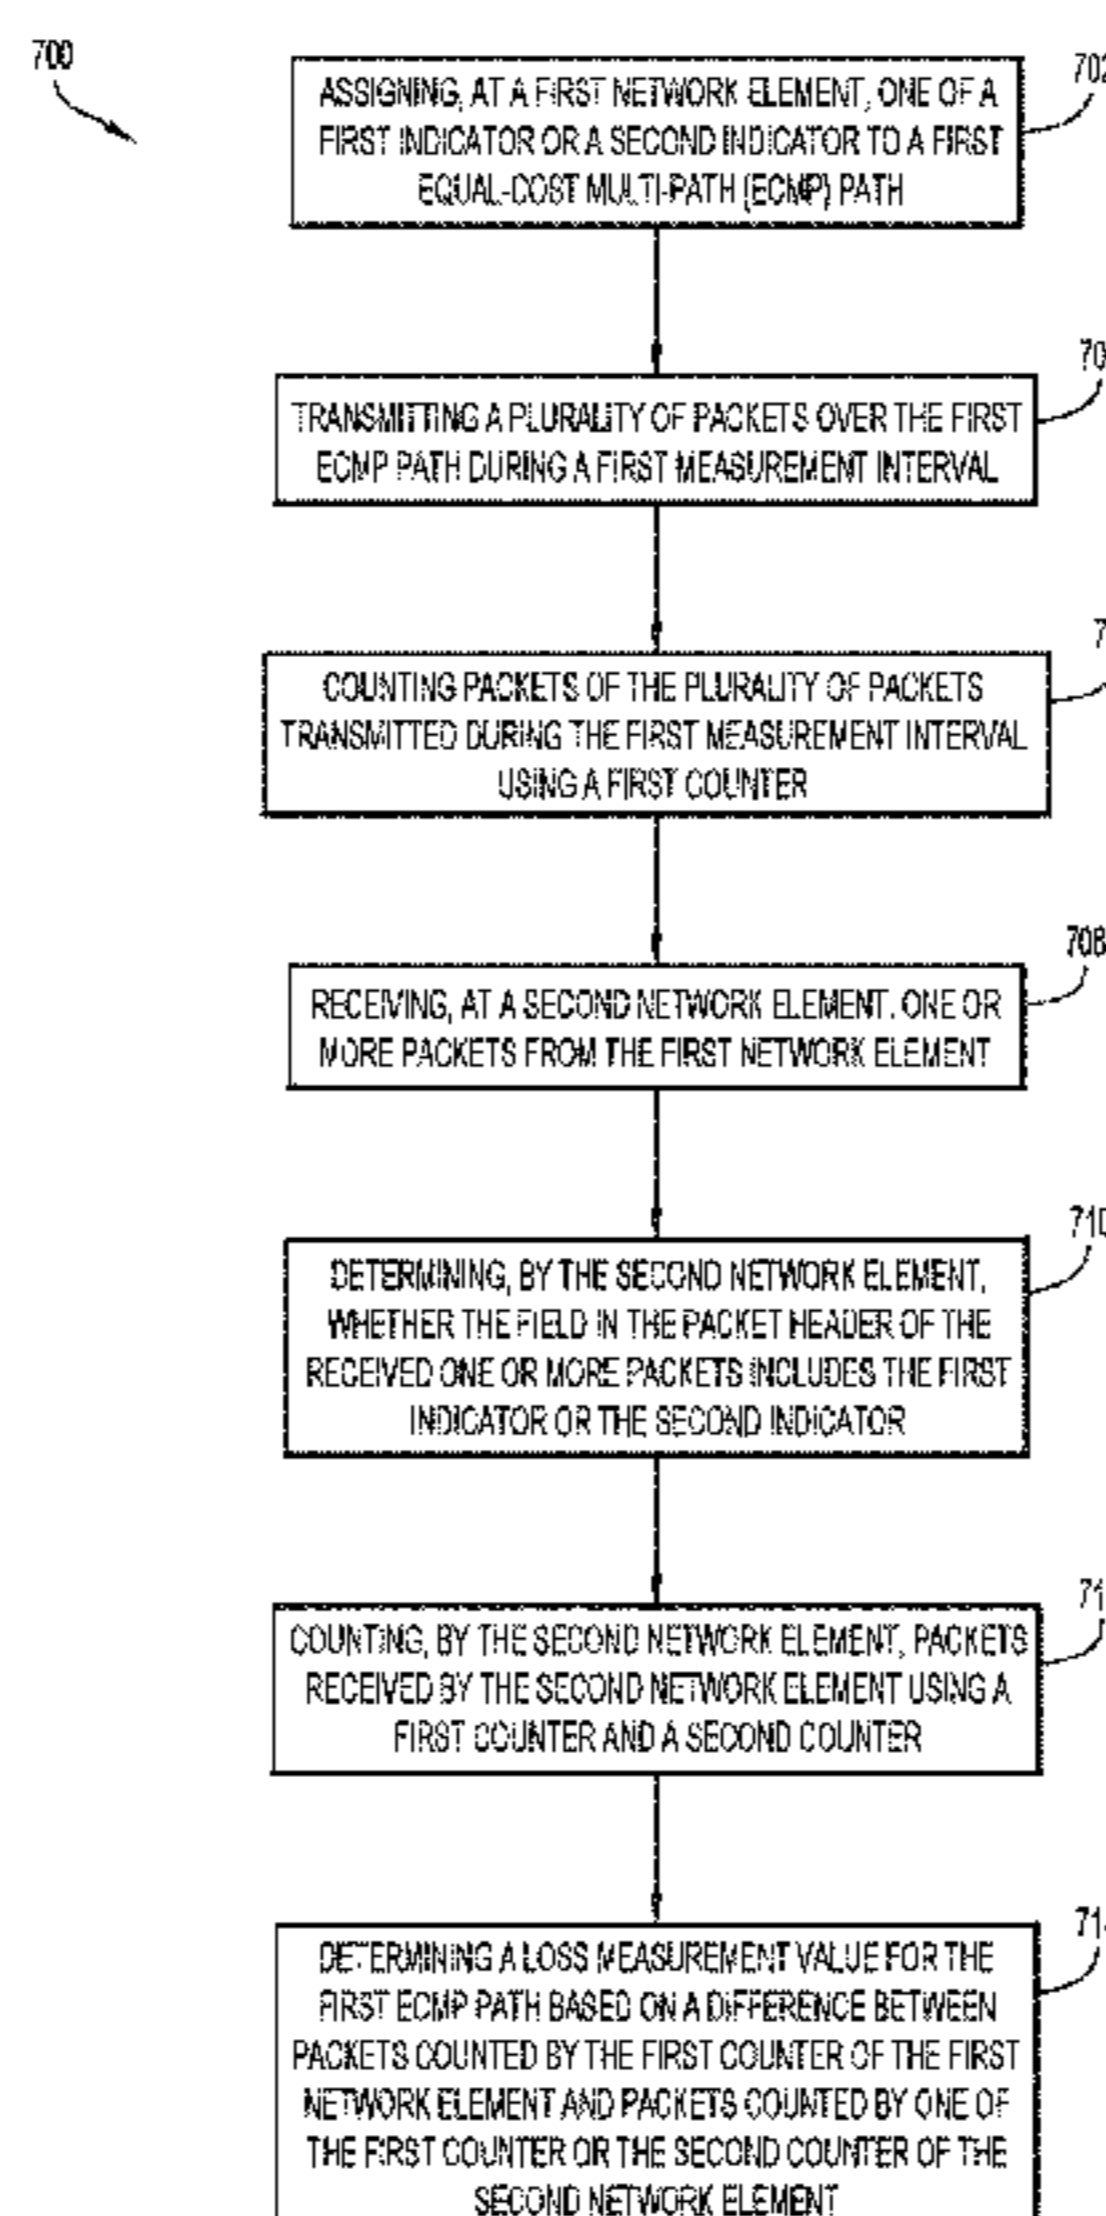 700
702
ASSIGNING, AT A FIRST NETWORK ELEMENT, ONE OF A
FIRST INDICATOR OR A SECOND INDICATOR TO A FIRST
EQUAL-COST MULTI-PATH (ECMP) PATH
TRANSMITTING A PLURALITY OF PACKETS OVER THE FIRST
ECMP PATH DURING A FIRST MEASUREMENT INTERVAL
COUNTING PACKETS OF THE PLURALITY OF PACKETS
TRANSMITTED DURING THE FIRST MEASUREMENT INTERVAL
USING A FIRST COUNTER
708
RECEIVING, AT A SECOND NETWORK ELEMENT, ONE OR
MORE PACKETS FROM THE FIRST NETWORK ELEMENT
710
DETERMINING, BY THE SECOND NETWORK ELEMENT,
WHETHER THE FIELD IN THE PACKET HEADER OF THE
RECEIVED ONE OR MORE PACKETS INCLUDES THE FIRST
INDICATOR OR THE SECOND INDICATOR
COUNTING, BY THE SECOND NETWORK ELEMENT, PACKETS
RECEIVED BY THE SECOND NETWORK ELEMENT USING A
FIRST COUNTER AND A SECOND COUNTER
DETERMINING A LOSS MEASUREMENT VALUE FOR THE
FIRST ECMP PATH BASED ON A DIFFERENCE BETWEEN
PACKETS COUNTED BY THE FIRST COUNTER OF THE FIRST
NETWORK ELEMENT AND PACKETS COUNTED BY ONE OF
THE FIRST COUNTER OR THE SECOND COUNTER OF THE
SECOND NETWORK ELEMENT